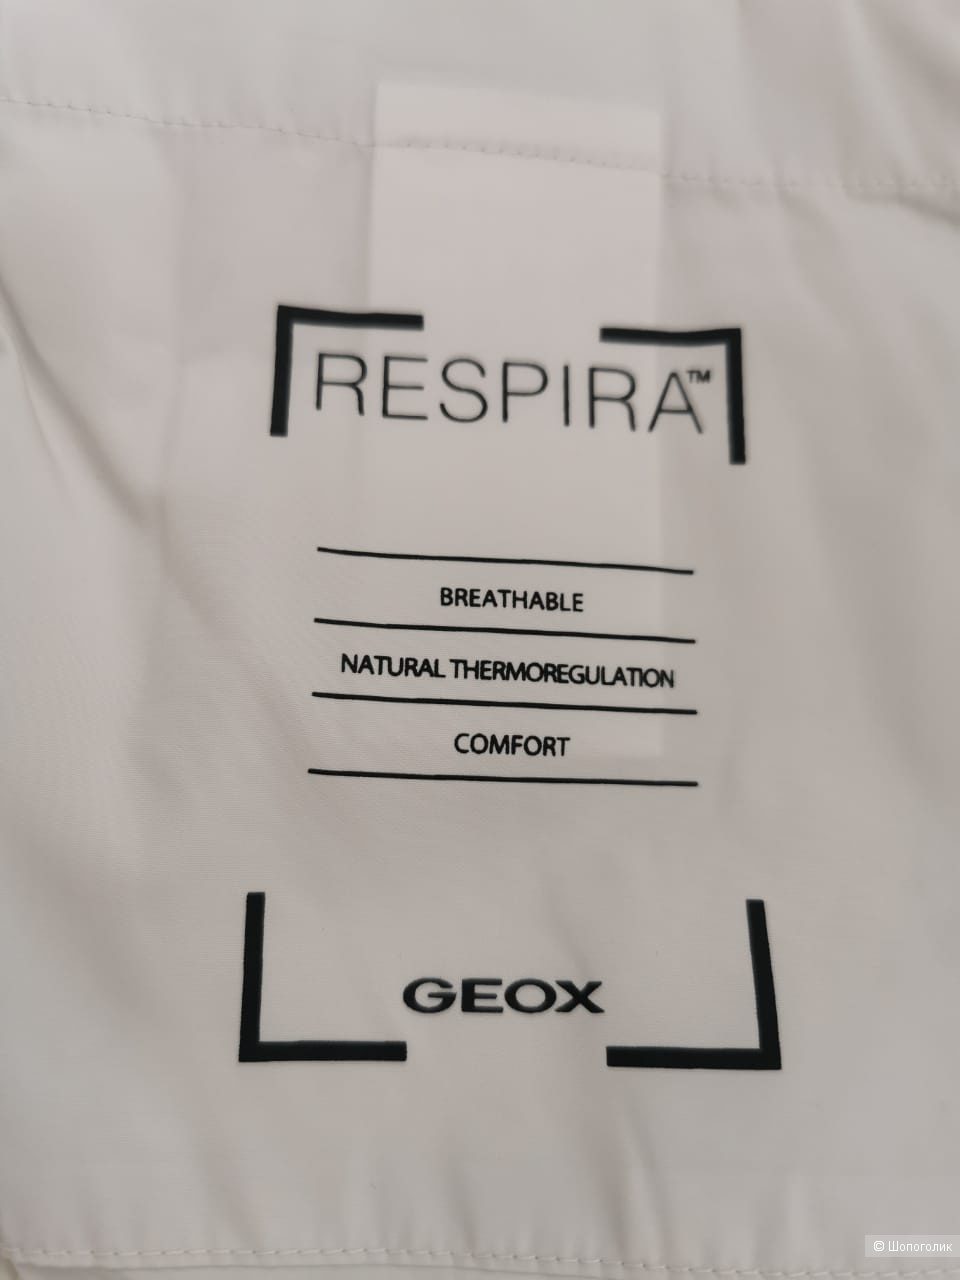 RESPIRA™
BREATHABLE
NATURAL THERMOREGULATION
COMFORT
GEOX
© Шопоголик